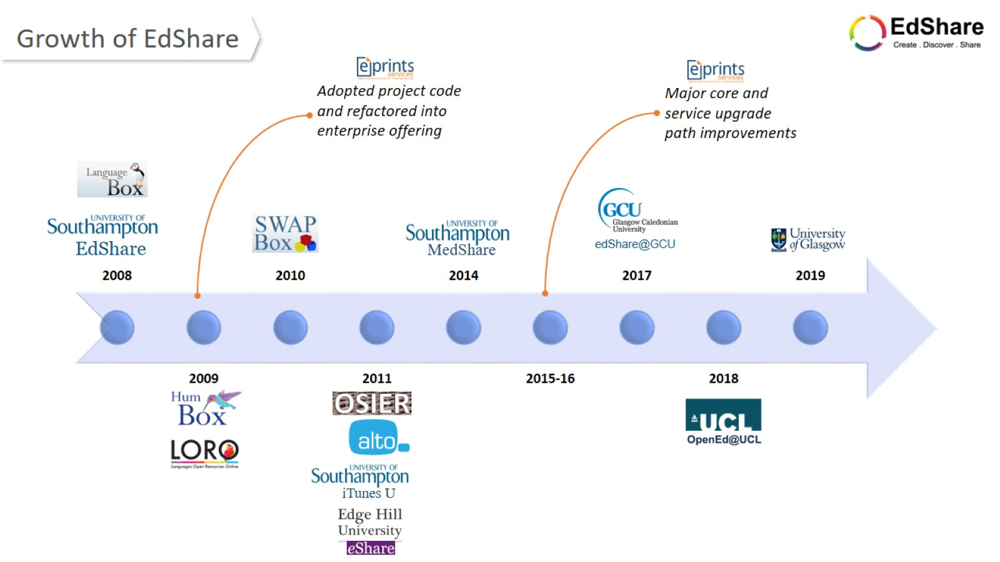 Growth of EdShare
EdShare
Create . Discover . Share
eprints
services
Adopted project code
and refactored into
enterprise offering
eprints
services
Major core and
service upgrade
path improvements
Language
Box
UNIVERSITY OF
Southampton
EdShare
2008
SWAP
Box
2010
UNIVERSITY OF
Southampton
MedShare
2014
GCU
Glasgow Caledonian
University
edShare@GCU
2017
University
of Glasgow
2019
2009
Hum
Box
LORO
Languages Open Resources Online
2011
OSIER
alto
UNIVERSITY OF
Southampton
iTunes U
Edge Hill
University
eShare
2015-16
2018
UCL
OpenEd@UCL